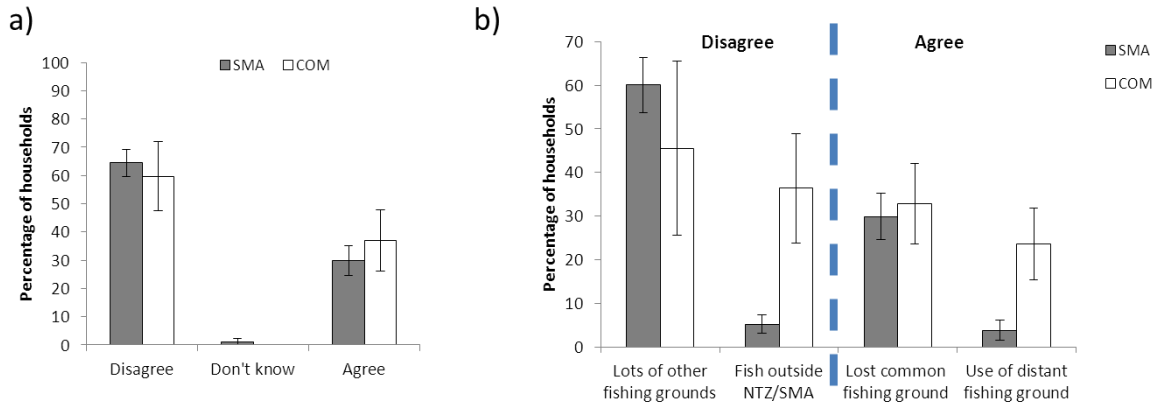 a)
SMA COM
Percentage of households
100
90
80
70
60
50
40
30
20
10
0
Disagree Don't know Agree
b)
Disagree Agree
SMA
COM
Percentage of households
70
60
50
40
30
20
10
0
Lots of other fishing grounds
Fish outside NTZ/SMA
Lost common fishing ground
Use of distant fishing ground